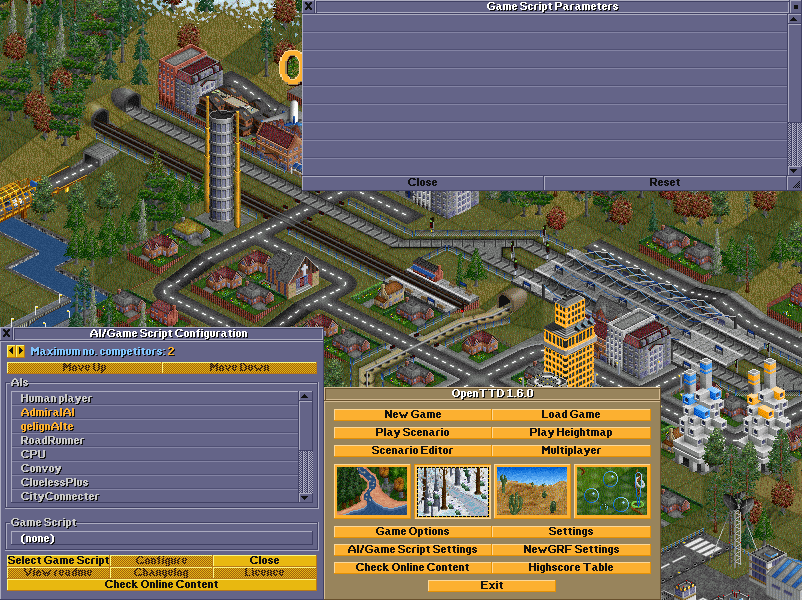 Game Script Parameters
Close
Reset
AI/Game Script Configuration
Maximum no. competitors: 2
Move Up
Move Down
AIs
Human player
AdmiralAI
gelignAIte
RoadRunner
CPU
Convoy
CluelessPlus
CityConnecter
Game Script
(none)
Select Game Script
Configure
Close
View readme
Changelog
Licence
Check Online Content
OpenTTD 1.6.0
New Game
Load Game
Play Scenario
Play Heightmap
Scenario Editor
Multiplayer
Game Options
Settings
AI/Game Script Settings
NewGRF Settings
Check Online Content
Highscore Table
Exit